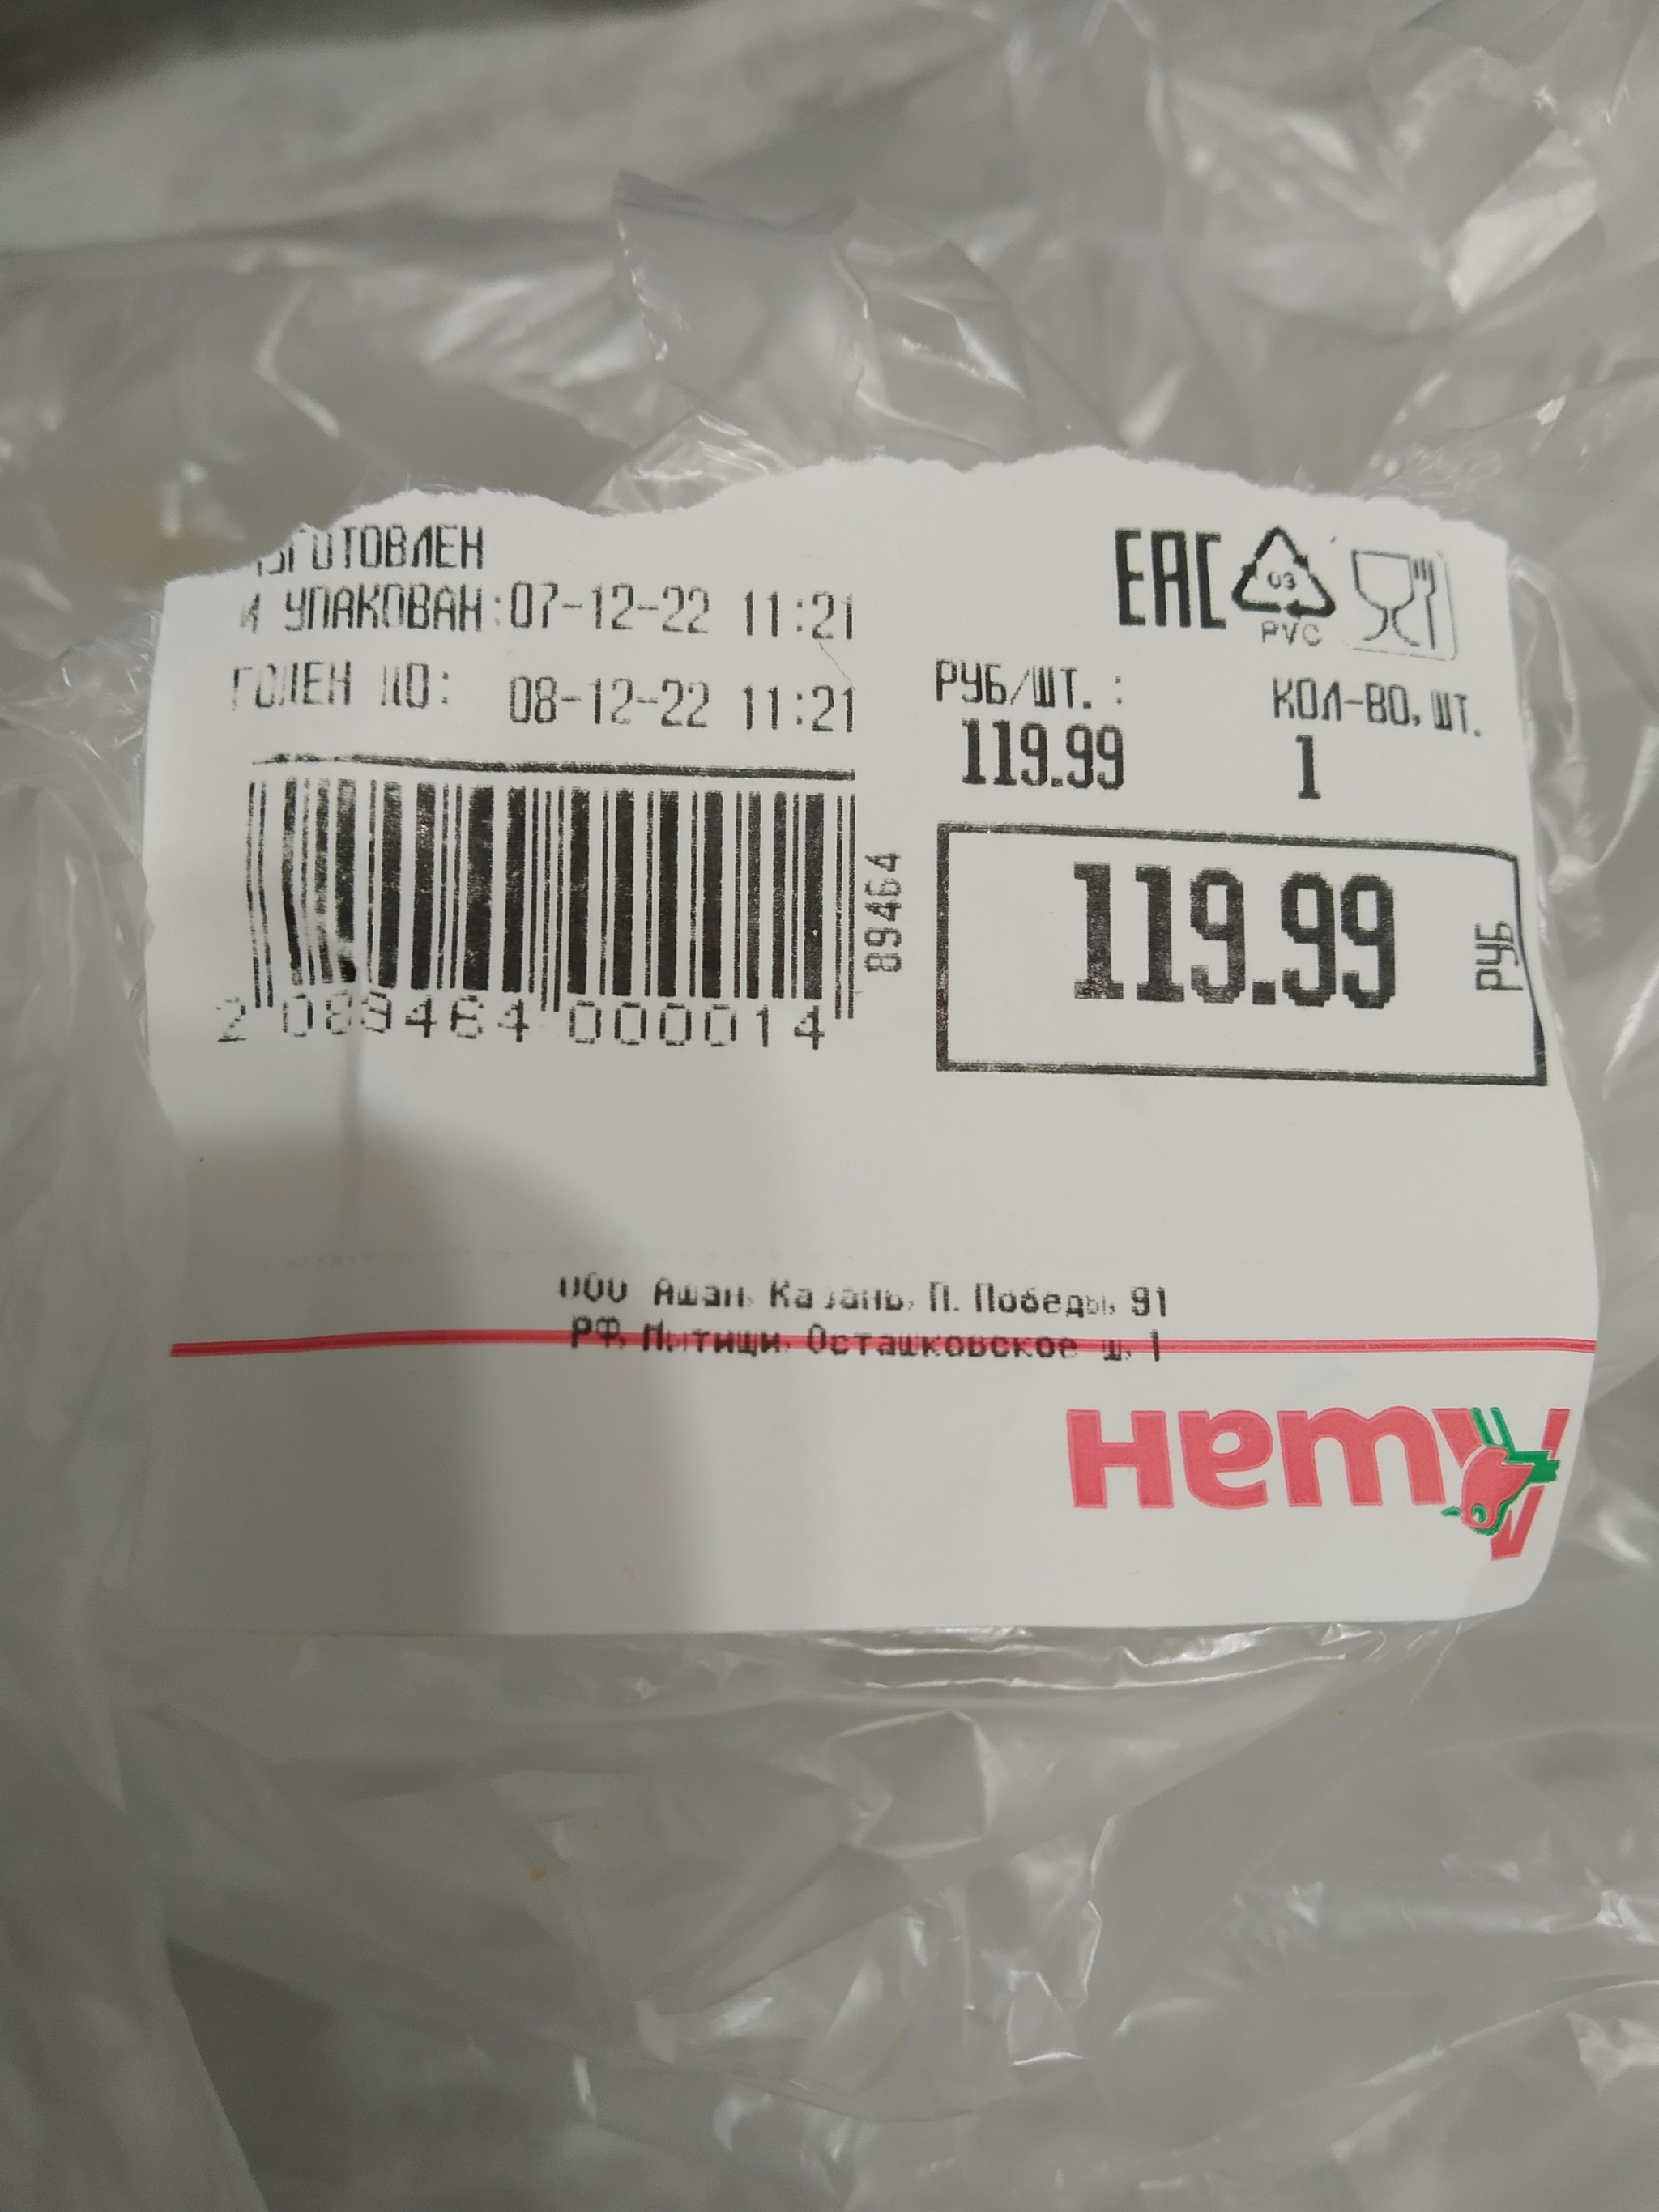 ИЗГОТОВЛЕН
И УПАКОВАН:07-12-22 11:21
ГОДЕН ДО: 08-12-22 11:21
EAC
03
PVC
РУБ/ШТ. : КОЛ-ВО, ШТ.
119.99 1
119.99 РУБ
89464
2 089464 000014
ООО Ашан, Казань, П. Победы, 91
РФ, Мытищи, Осташковское ш, 1
Ашан